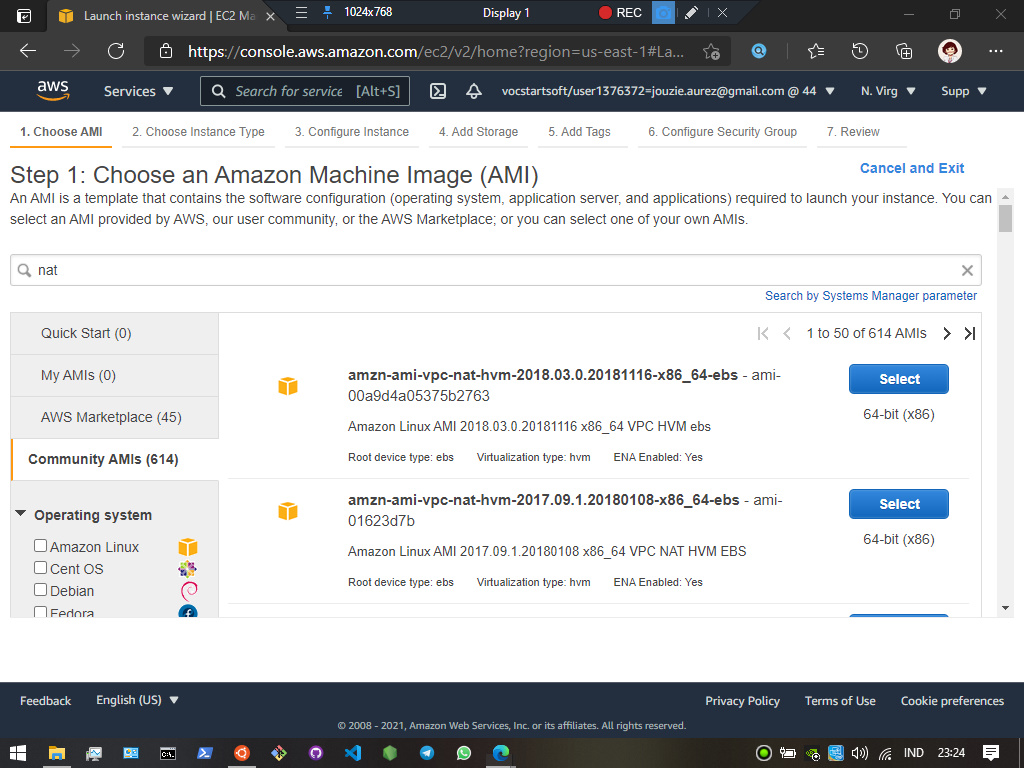 Launch instance wizard | EC2 Ma
1024x768
Display 1
REC
https://console.aws.amazon.com/ec2/v2/home?region=us-east-1#La...
aws
Services
Search for service [Alt+S]
vocstartsoft/user1376372=jouzie.aurez@gmail.com @ 44
N. Virg
Supp
1. Choose AMI
2. Choose Instance Type
3. Configure Instance
4. Add Storage
5. Add Tags
6. Configure Security Group
7. Review
Step 1: Choose an Amazon Machine Image (AMI)
Cancel and Exit
An AMI is a template that contains the software configuration (operating system, application server, and applications) required to launch your instance. You can
select an AMI provided by AWS, our user community, or the AWS Marketplace; or you can select one of your own AMIs.
nat
Search by Systems Manager parameter
Quick Start (0)
My AMIs (0)
AWS Marketplace (45)
Community AMIs (614)
Operating system
Amazon Linux
Cent OS
Debian
Fedora
1 to 50 of 614 AMIs
amzn-ami-vpc-nat-hvm-2018.03.0.20181116-x86_64-ebs - ami-
00a9d4a05375b2763
Amazon Linux AMI 2018.03.0.20181116 x86_64 VPC HVM ebs
Root device type: ebs Virtualization type: hvm ENA Enabled: Yes
Select
64-bit (x86)
amzn-ami-vpc-nat-hvm-2017.09.1.20180108-x86_64-ebs - ami-
01623d7b
Amazon Linux AMI 2017.09.1.20180108 x86_64 VPC NAT HVM EBS
Root device type: ebs Virtualization type: hvm ENA Enabled: Yes
Select
64-bit (x86)
Feedback
English (US)
Privacy Policy
Terms of Use
Cookie preferences
© 2008 - 2021, Amazon Web Services, Inc. or its affiliates. All rights reserved.
IND
23:24